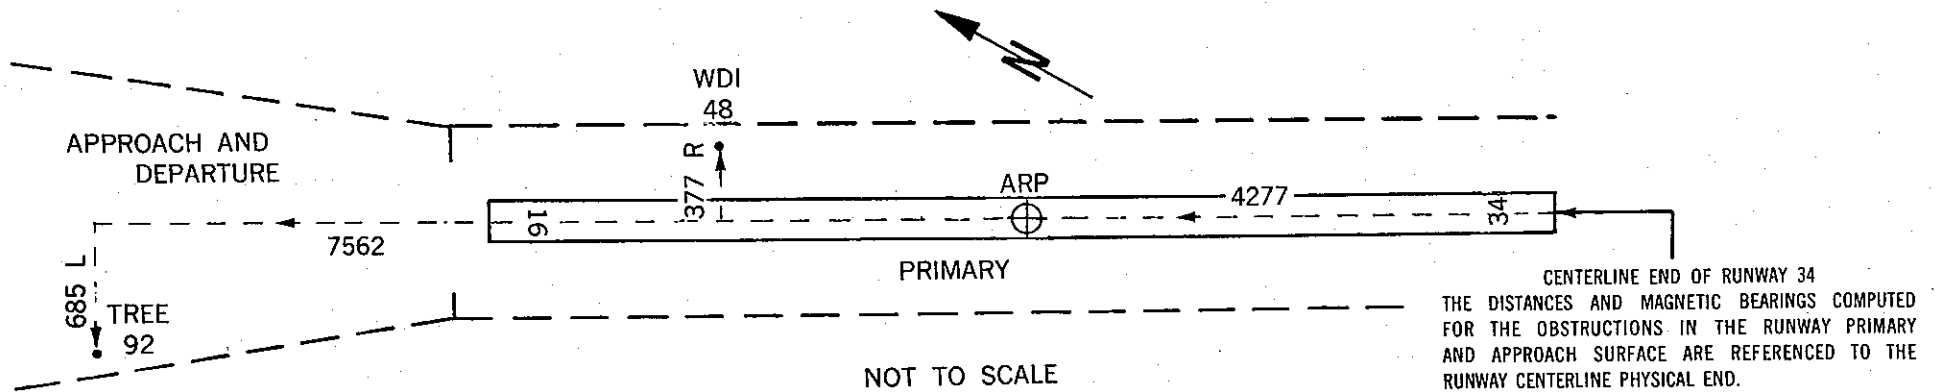 N
WDI
48
APPROACH AND
DEPARTURE
377 R
ARP
4277
16
34
7562
PRIMARY
685 L
TREE
92
CENTERLINE END OF RUNWAY 34
THE DISTANCES AND MAGNETIC BEARINGS COMPUTED
FOR THE OBSTRUCTIONS IN THE RUNWAY PRIMARY
AND APPROACH SURFACE ARE REFERENCED TO THE
RUNWAY CENTERLINE PHYSICAL END.
NOT TO SCALE